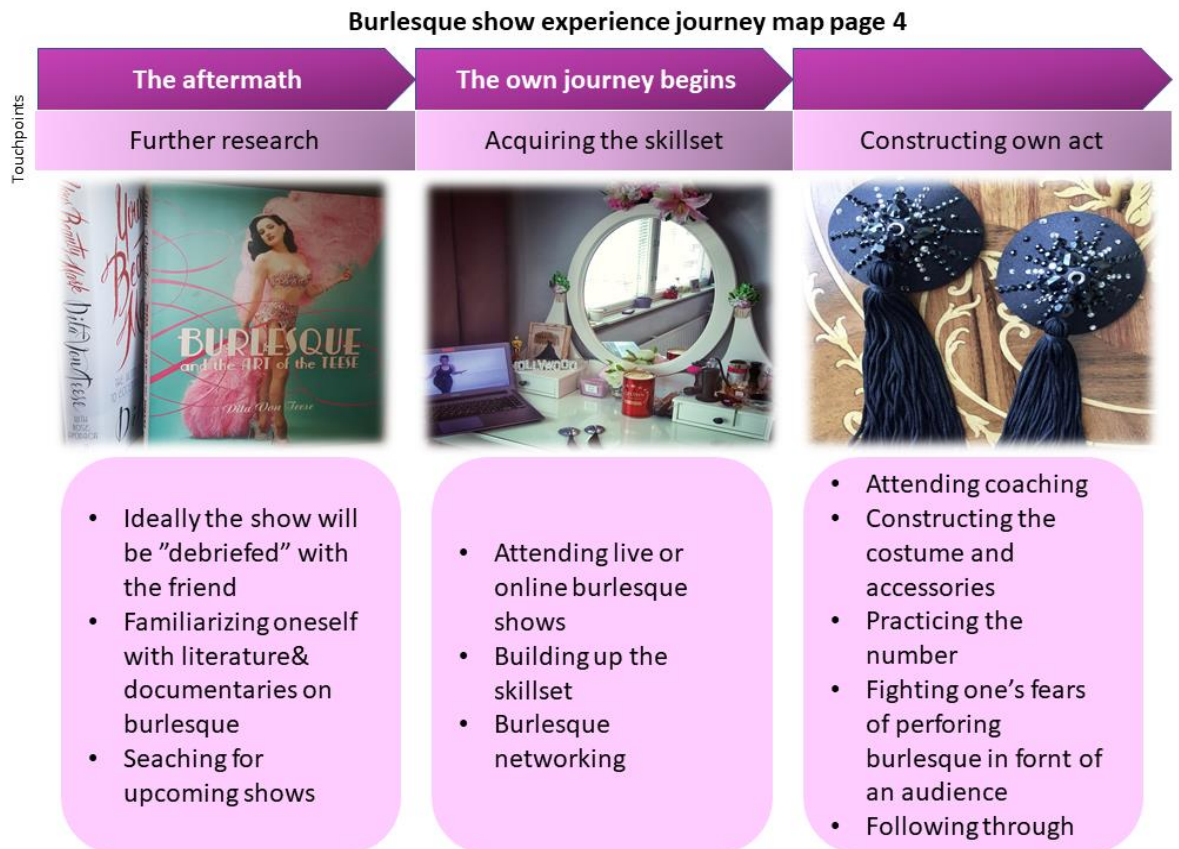 Burlesque show experience journey map page 4
The aftermath
The own journey begins
Touchpoints
Further research
Acquiring the skillset
Constructing own act
Your
Beauty Mark
Dita Von Teese
BURLESQUE
and the ART of the TEESE
Dita Von Teese
HOLLYWOOD
• Ideally the show will
be ”debriefed” with
the friend
• Familiarizing oneself
with literature&
documentaries on
burlesque
• Seaching for
upcoming shows
• Attending live or
online burlesque
shows
• Building up the
skillset
• Burlesque
networking
• Attending coaching
• Constructing the
costume and
accessories
• Practicing the
number
• Fighting one’s fears
of perforing
burlesque in fornt of
an audience
• Following through